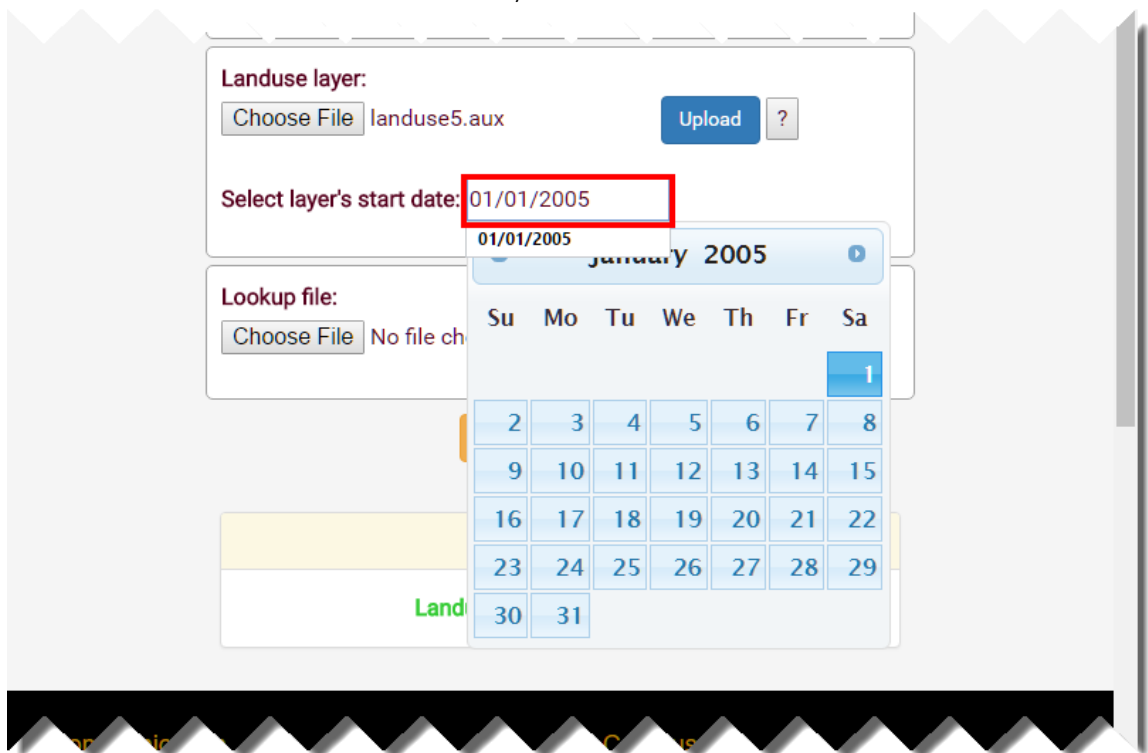 Landuse layer:
Choose File landuse5.aux Upload ?
Select layer's start date: 01/01/2005
01/01/2005
January 2005
Lookup file:
Su Mo Tu We Th Fr Sa
Choose File No file
1
2 3 4 5 6 7 8
9 10 11 12 13 14 15
16 17 18 19 20 21 22
23 24 25 26 27 28 29
30 31